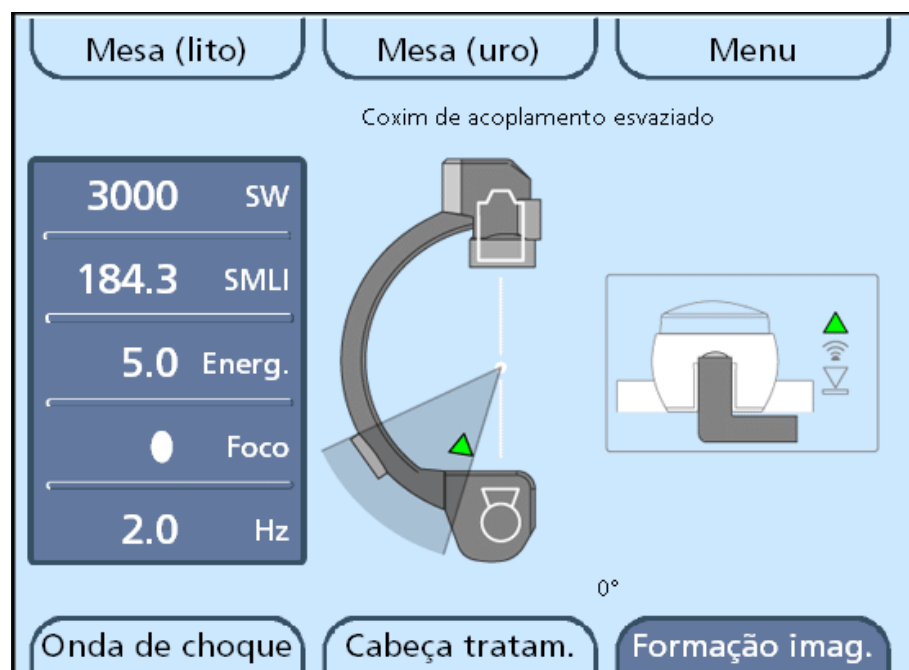 Mesa (lito)
Mesa (uro)
Menu
Coxim de acoplamento esvaziado
3000 SW
184.3 SMLI
5.0 Energ.
Foco
2.0 Hz
0°
Onda de choque
Cabeça tratam.
Formação imag.